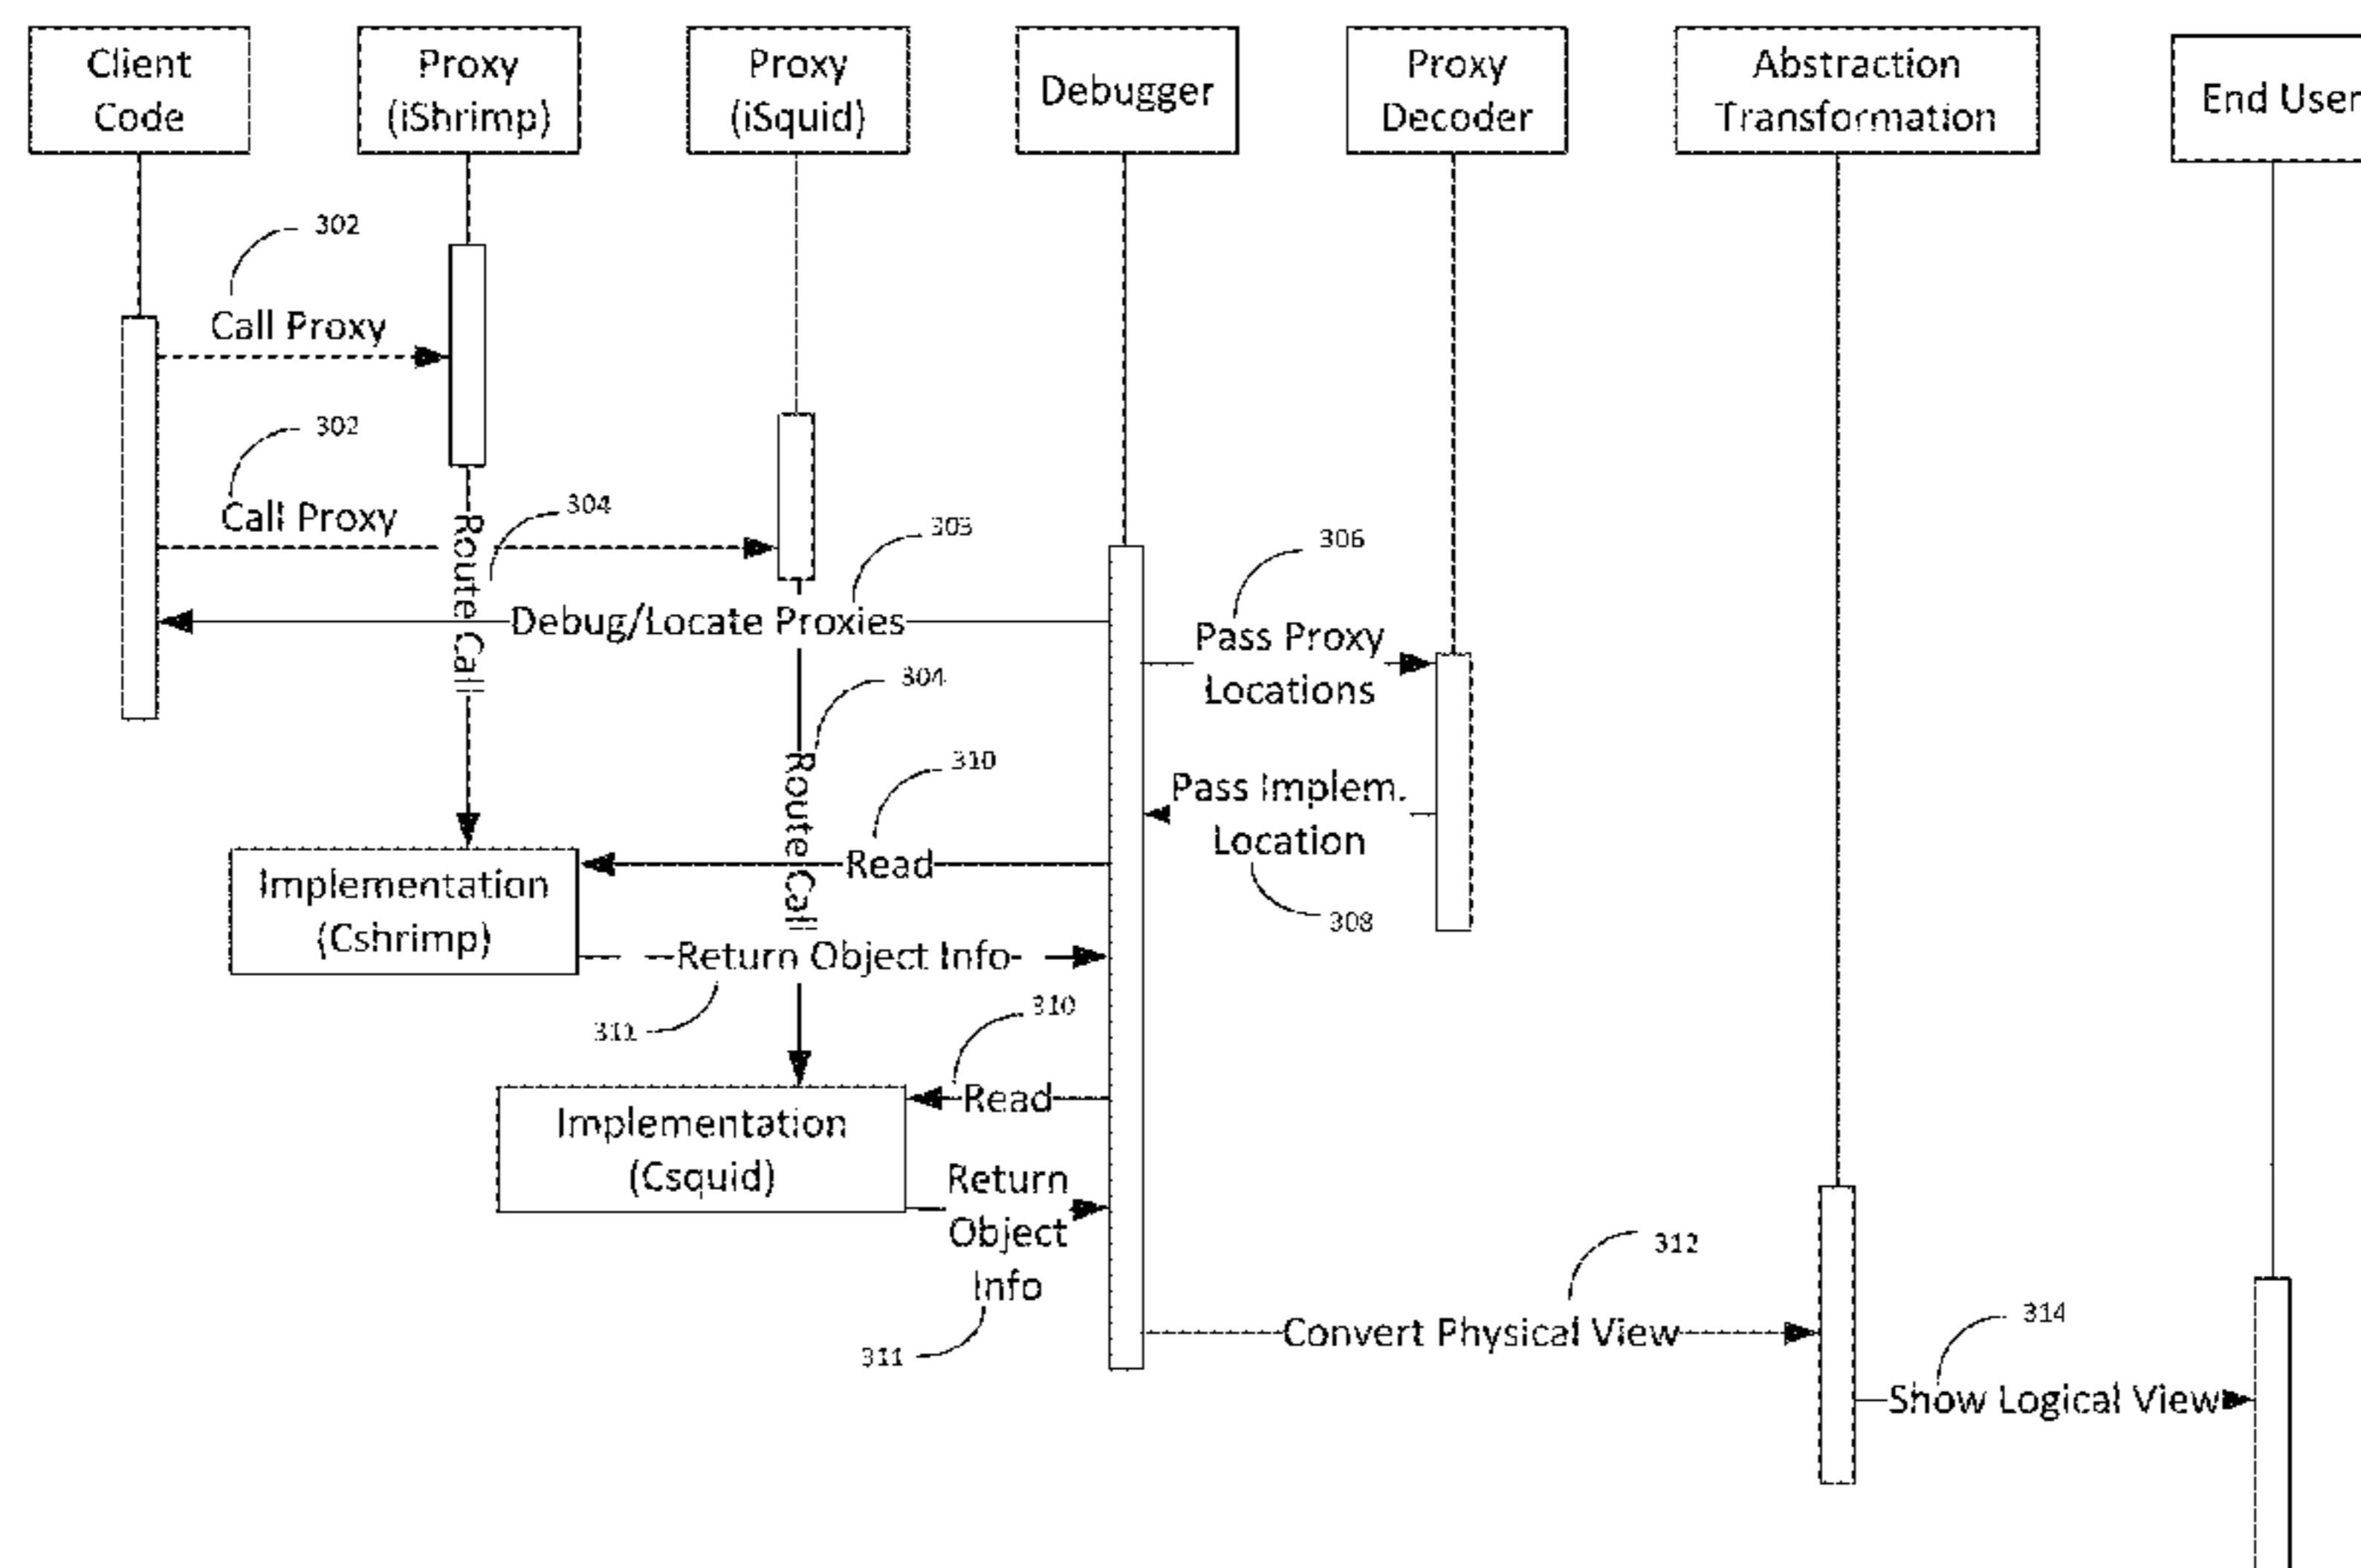 Client
Code
Proxy
(iShrimp)
Proxy
(iSquid)
Debugger
Proxy
Decoder
Abstraction
Transformation
End User
302
Call Proxy
302
Call Proxy
304
Route Call
303
Debug/Locate Proxies
306
Pass Proxy
Locations
304
Route Call
310
Read
Pass Implem.
Location
308
Implementation
(Cshrimp)
Return Object Info
311
310
Read
Implementation
(Csquid)
Return
Object
Info
311
312
Convert Physical View
314
Show Logical View